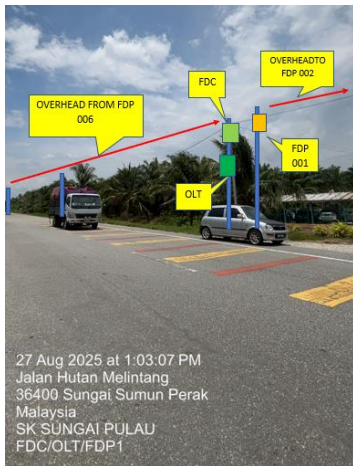 OVERHEADTO
FDP 002
FDC
OVERHEAD FROM FDP
006
FDP
001
OLT
27 Aug 2025 at 1:03:07 PM
Jalan Hutan Melintang
36400 Sungai Sumun Perak
Malaysia
SK SUNGAI PULAU
FDC/OLT/FDP1